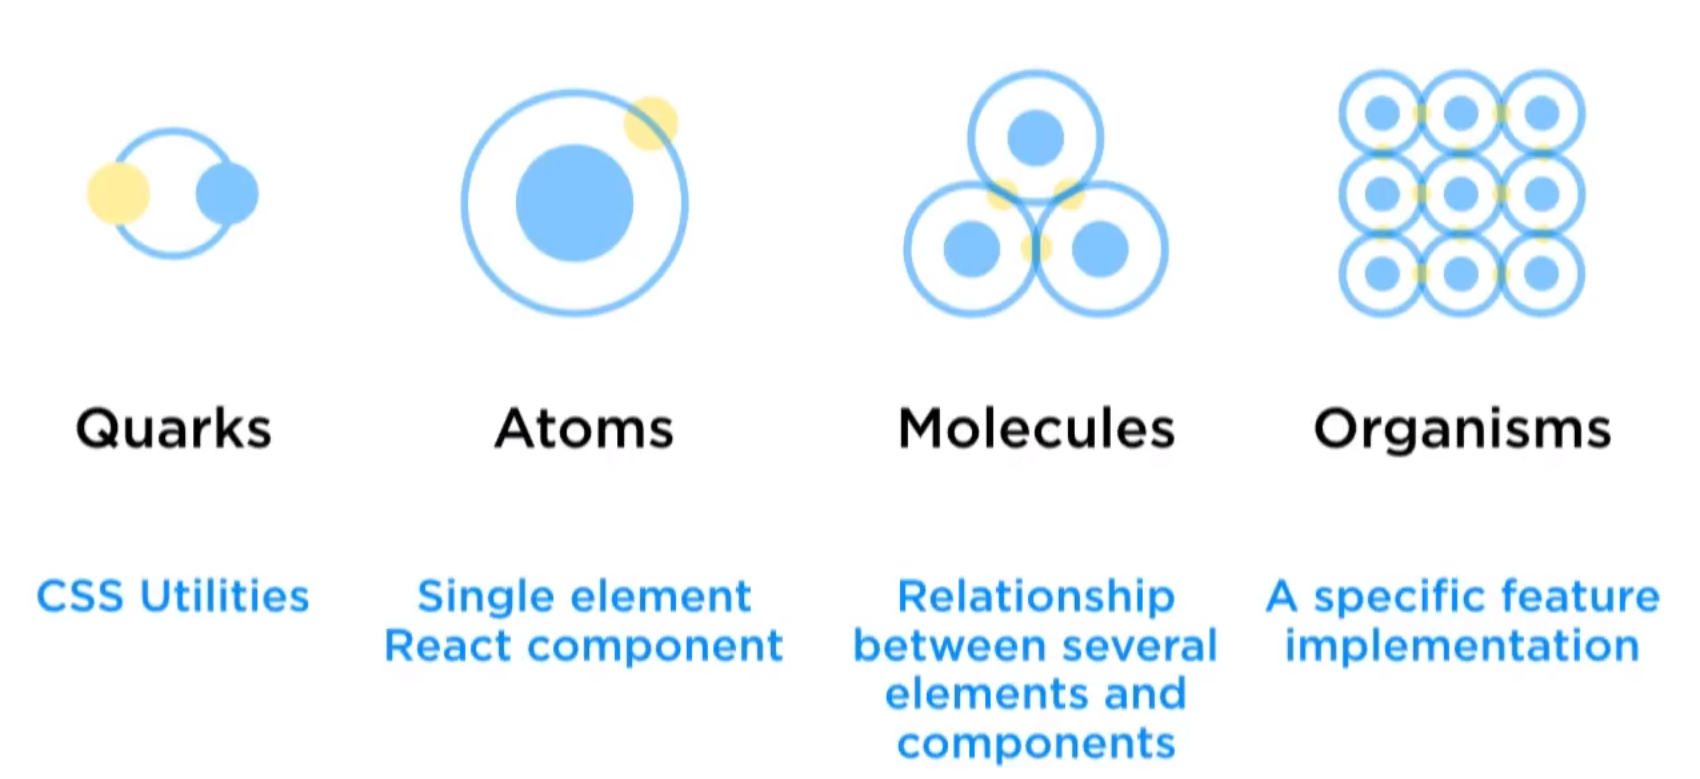 Quarks
Atoms
Molecules
Organisms
CSS Utilities
Single element
React component
Relationship
between several
elements and
components
A specific feature
implementation